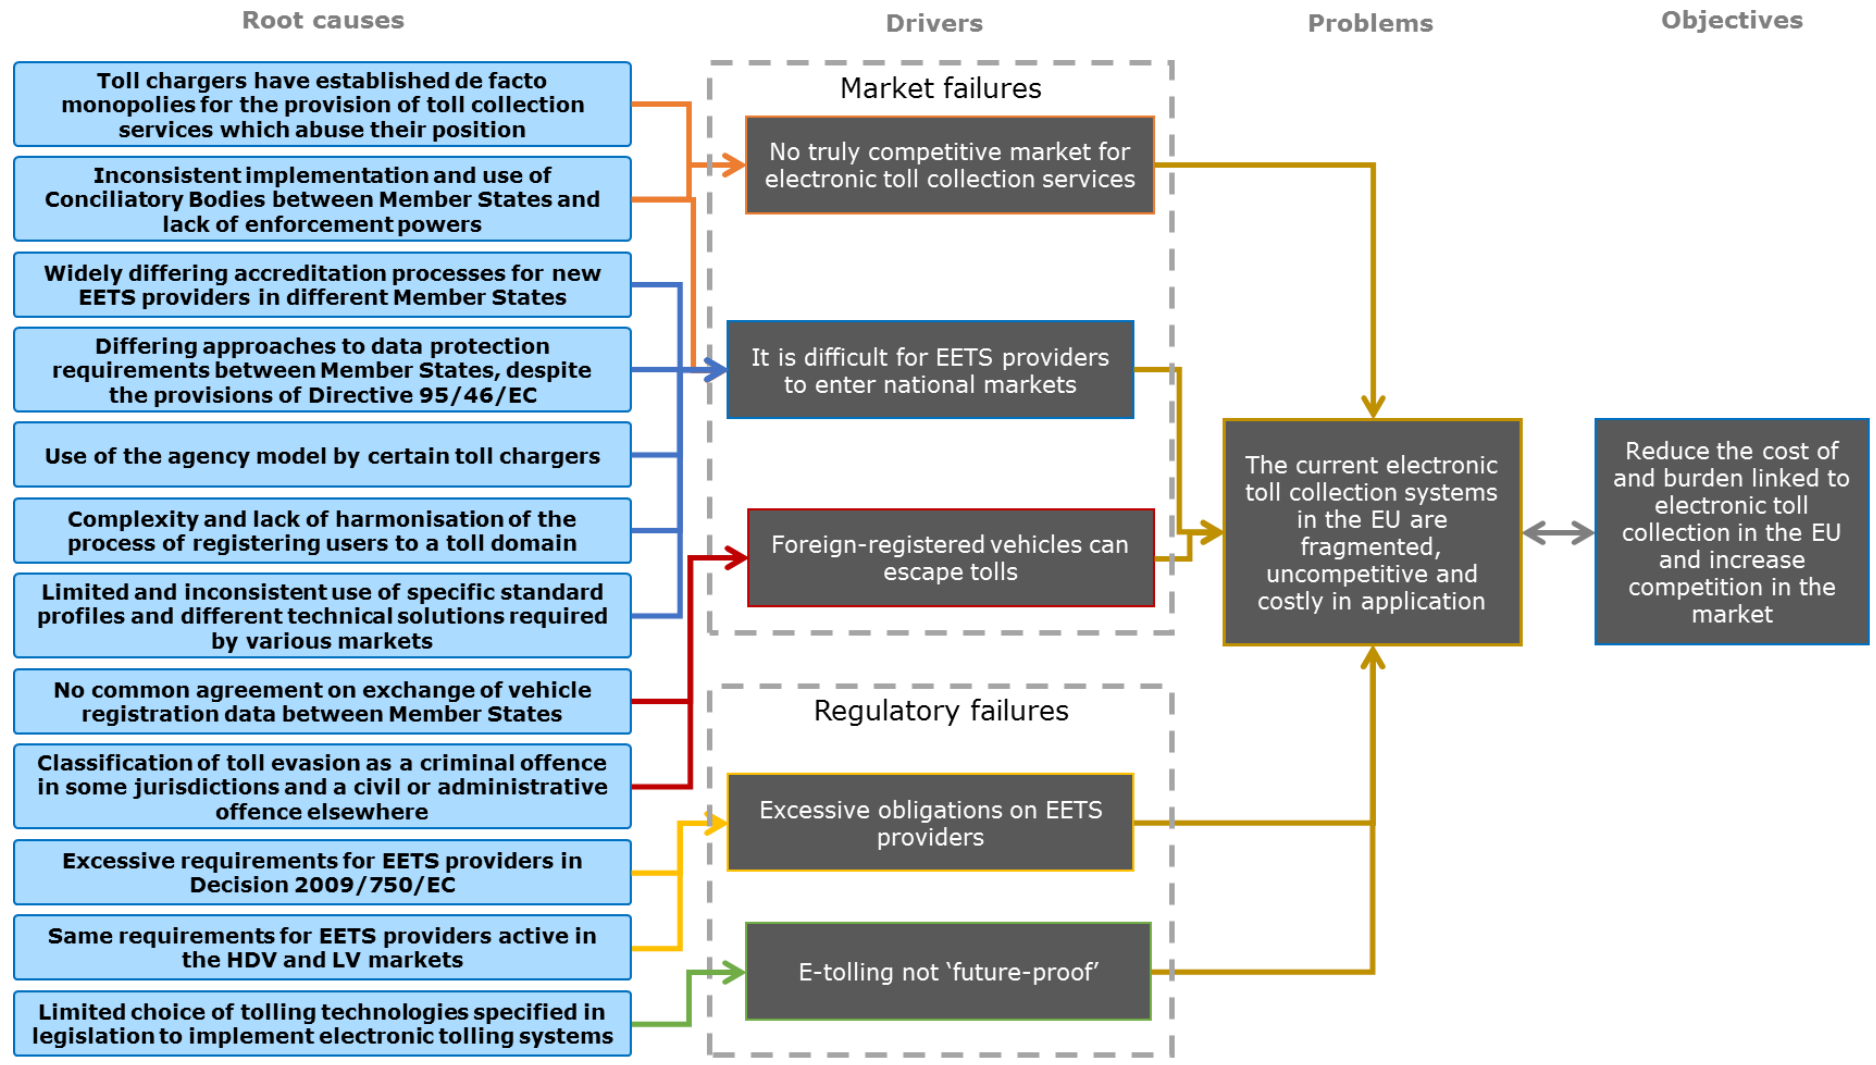 Root causes
Drivers
Problems
Objectives
Toll chargers have established de facto
monopolies for the provision of toll collection
services which abuse their position
Inconsistent implementation and use of
Conciliatory Bodies between Member States and
lack of enforcement powers
Widely differing accreditation processes for new
EETS providers in different Member States
Differing approaches to data protection
requirements between Member States, despite
the provisions of Directive 95/46/EC
Use of the agency model by certain toll chargers
Complexity and lack of harmonisation of the
process of registering users to a toll domain
Limited and inconsistent use of specific standard
profiles and different technical solutions required
by various markets
No common agreement on exchange of vehicle
registration data between Member States
Classification of toll evasion as a criminal offence
in some jurisdictions and a civil or administrative
offence elsewhere
Excessive requirements for EETS providers in
Decision 2009/750/EC
Same requirements for EETS providers active in
the HDV and LV markets
Limited choice of tolling technologies specified in
legislation to implement electronic tolling systems
Market failures
No truly competitive market for
electronic toll collection services
It is difficult for EETS providers
to enter national markets
Foreign-registered vehicles can
escape tolls
Regulatory failures
Excessive obligations on EETS
providers
E-tolling not ‘future-proof’
The current electronic
toll collection systems
in the EU are
fragmented,
uncompetitive and
costly in application
Reduce the cost of
and burden linked to
electronic toll
collection in the EU
and increase
competition in the
market